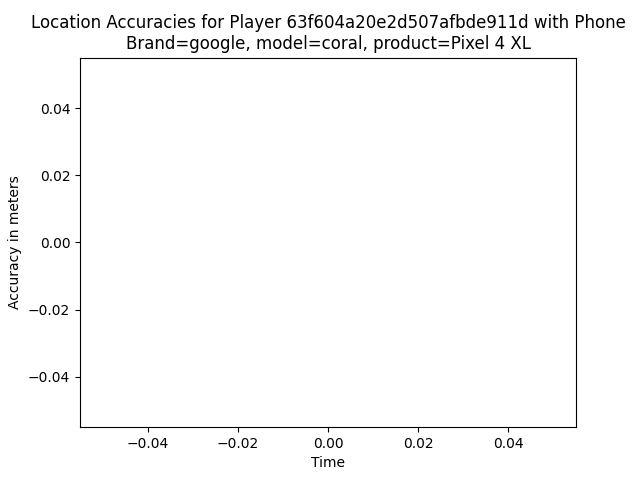 Location Accuracies for Player 63f604a20e2d507afbde911d with Phone
Brand=google, model=coral, product=Pixel 4 XL
Accuracy in meters
0.04
0.02
0.00
−0.02
−0.04
−0.04
−0.02
0.00
0.02
0.04
Time